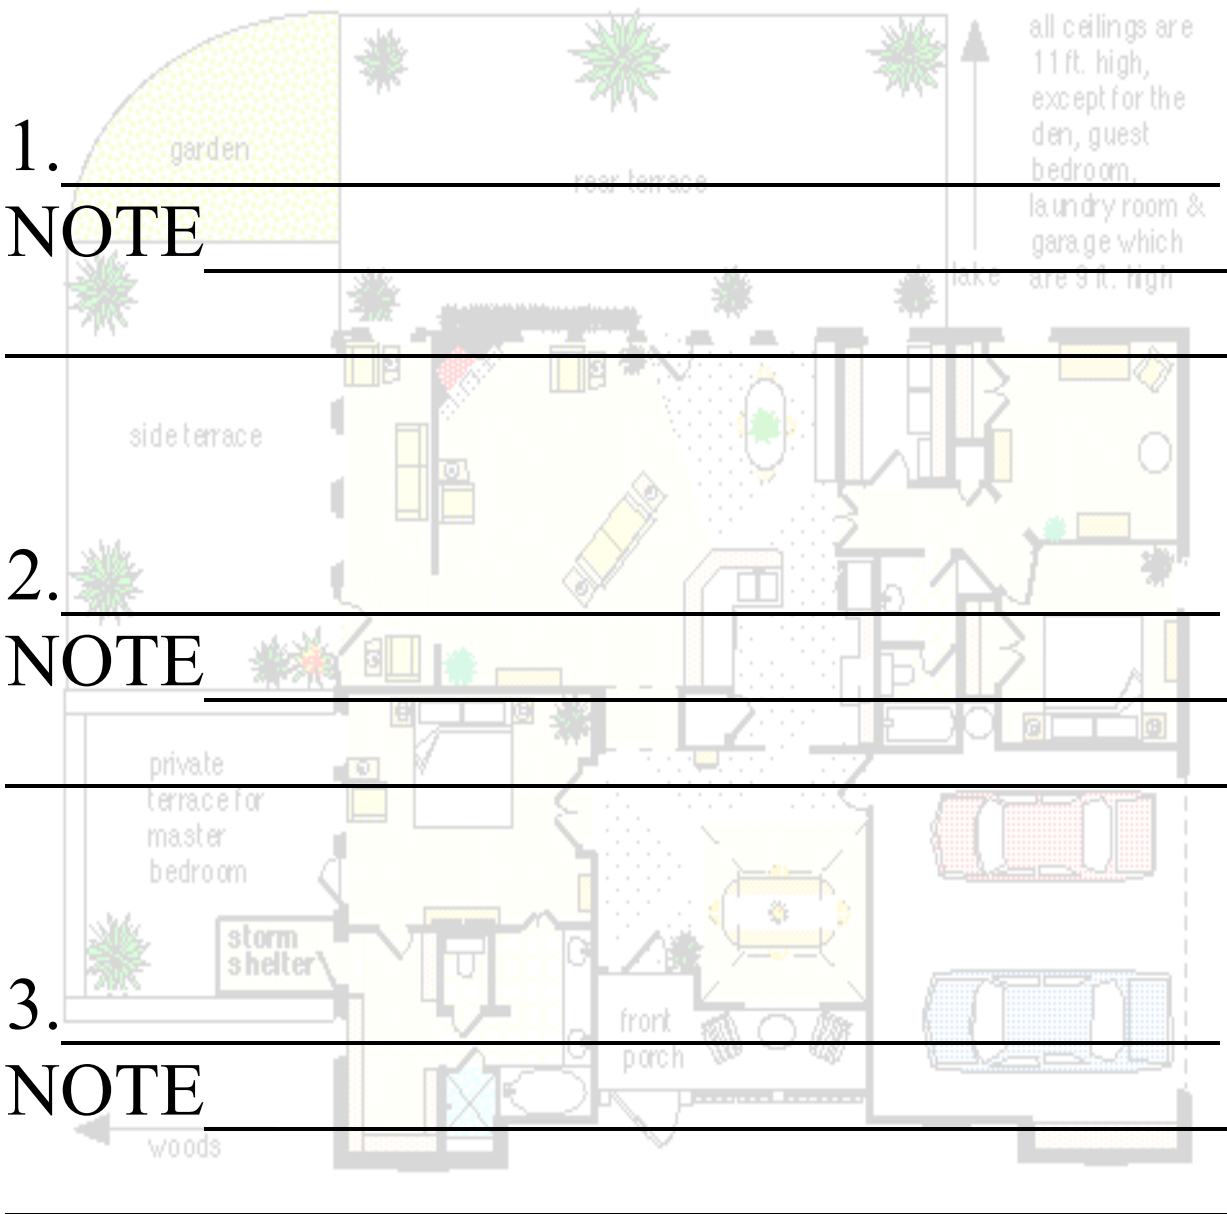 all ceilings are
11 ft. high,
except for the
den, guest
bedroom,
laundry room &
garage which
are 9 ft. high
garden
1.
rear terrace
NOTE
lake
side terrace
2.
NOTE
private
terrace for
master
bedroom
storm
shelter
3.
front
porch
NOTE
woods